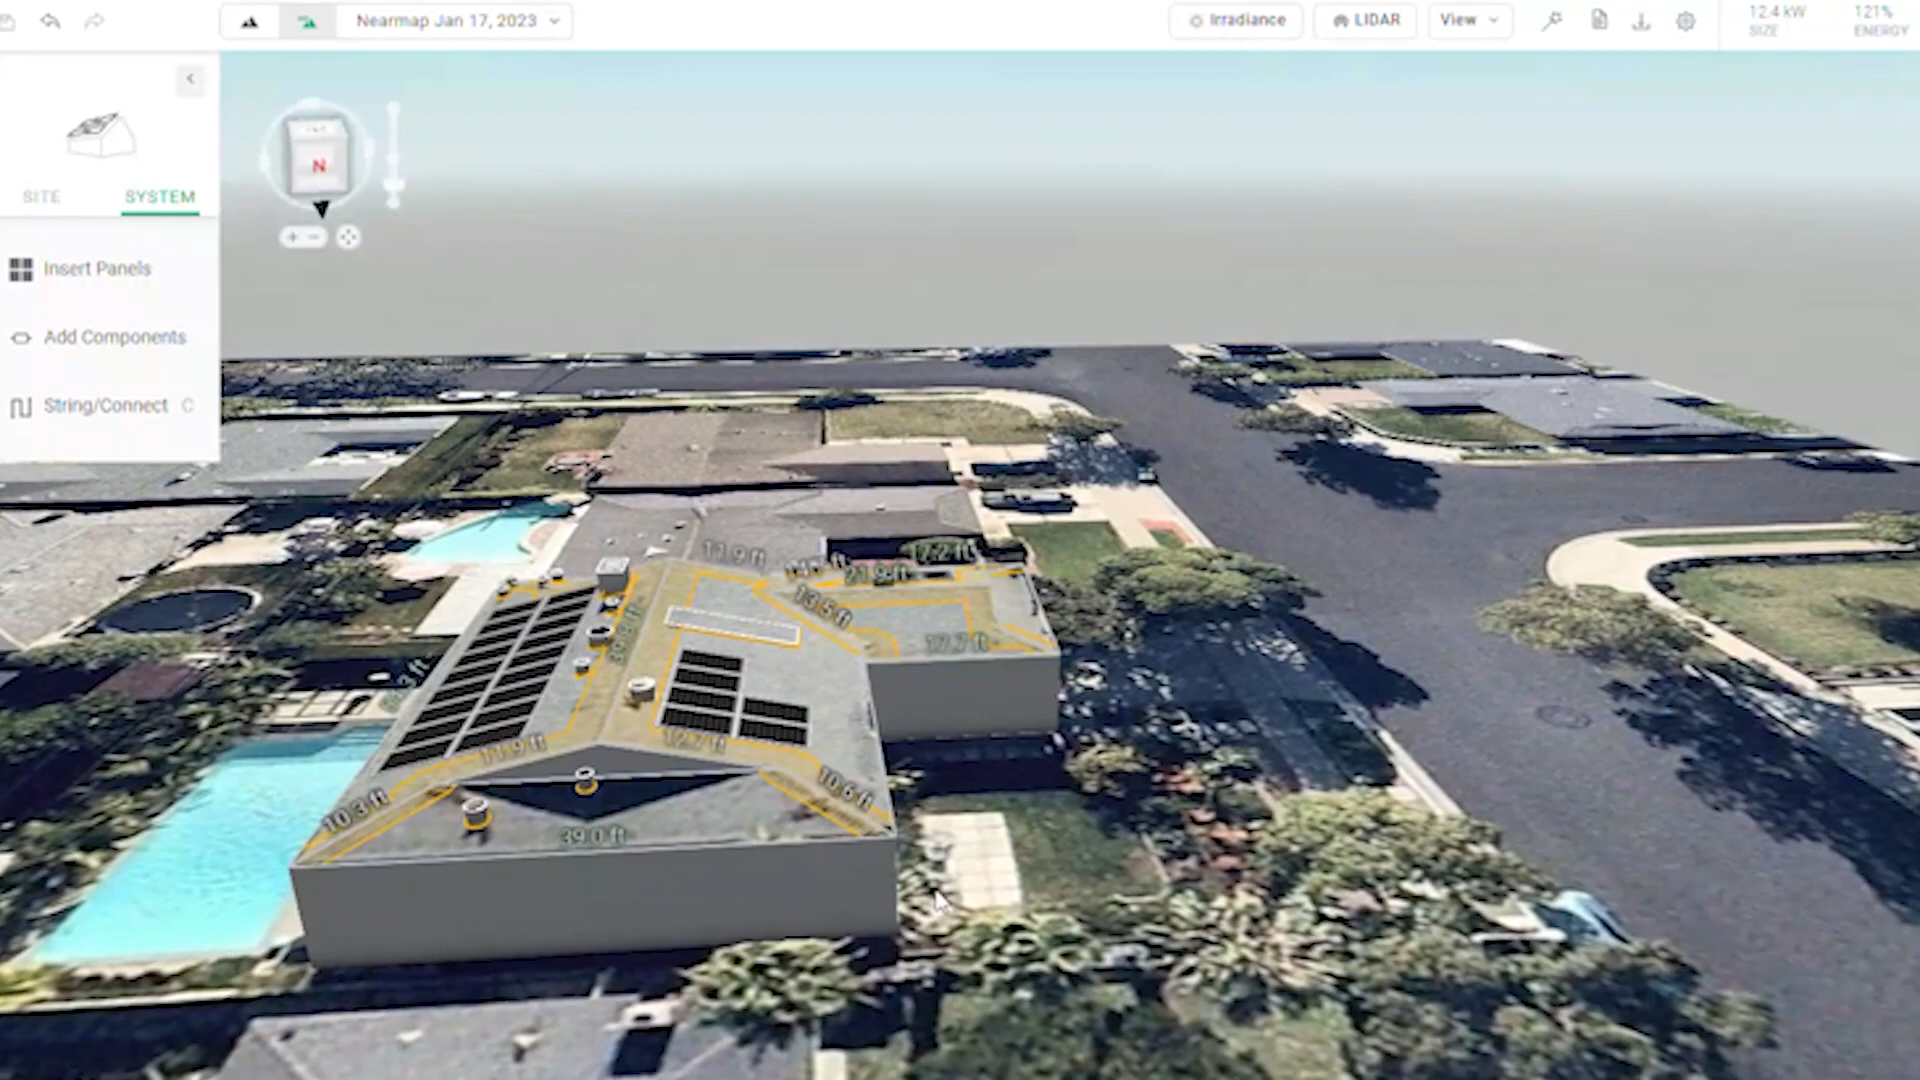 Nearmap Jan 17, 2023
Irradiance
LIDAR
View
12.4 kW
SIZE
121%
ENERGY
N
SITE
SYSTEM
Insert Panels
Add Components
String/Connect C
11.9 ft
17.2 ft
21.9 ft
13.5 ft
17.7 ft
11.9 ft
12.7 ft
10.3 ft
10.6 ft
39.0 ft